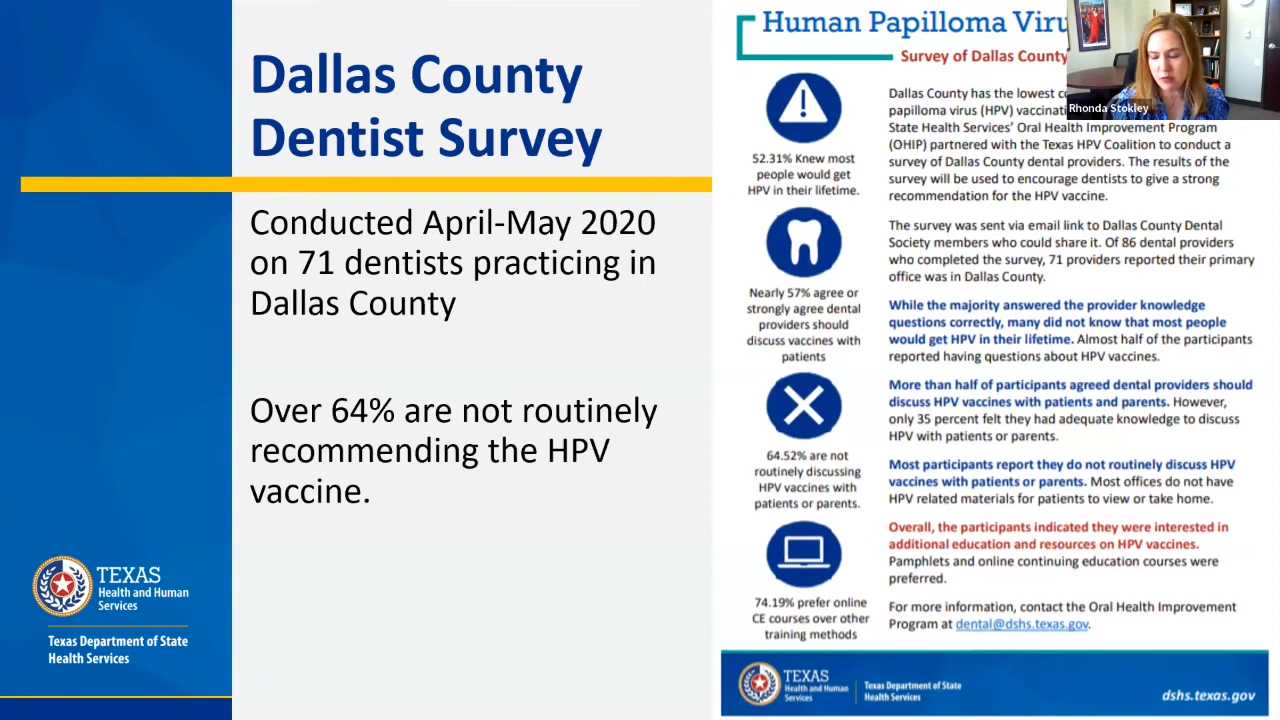 Dallas County
Dentist Survey
Conducted April-May 2020
on 71 dentists practicing in
Dallas County
Over 64% are not routinely
recommending the HPV
vaccine.
TEXAS
Health and Human
Services
Texas Department of State
Health Services
Human Papilloma
Survey of Dallas County
52.31% Knew most
people would get
HPV in their lifetime.
Nearly 57% agree or
strongly agree dental
providers should
discuss vaccines with
patients
64.52% are not
routinely discussing
HPV vaccines with
patients or parents.
74.19% prefer online
CE courses over other
training methods
Dallas County has the lowest
papilloma virus (HPV)
State Health Services' Oral Health Improvement Program
(OHIP) partnered with the Texas HPV Coalition to conduct a
survey of Dallas County dental providers. The results of the
survey will be used to encourage dentists to give a strong
recommendation for the HPV vaccine.
The survey was sent via email link to Dallas County Dental
Society members who could share it. Of 86 dental providers
who completed the survey, 71 providers reported their primary
office was in Dallas County.
While the majority answered the provider knowledge
questions correctly, many did not know that most people
would get HPV in their lifetime. Almost half of the participants
reported having questions about HPV vaccines.
More than half of participants agreed dental providers should
discuss HPV vaccines with patients and parents. However,
only 35 percent felt they had adequate knowledge to discuss
HPV with patients or parents.
Most participants report they do not routinely discuss HPV
vaccines with patients or parents. Most offices do not have
HPV related materials for patients to view or take home.
Overall, the participants indicated they were interested in
additional education and resources on HPV vaccines.
Pamphlets and online continuing education courses were
preferred.
For more information, contact the Oral Health Improvement
Program at dental@dshs.texas.gov.
TEXAS
Health and Human
Services
Texas Department of State
Health Services
dshs.texas.gov
Rhonda Stokley